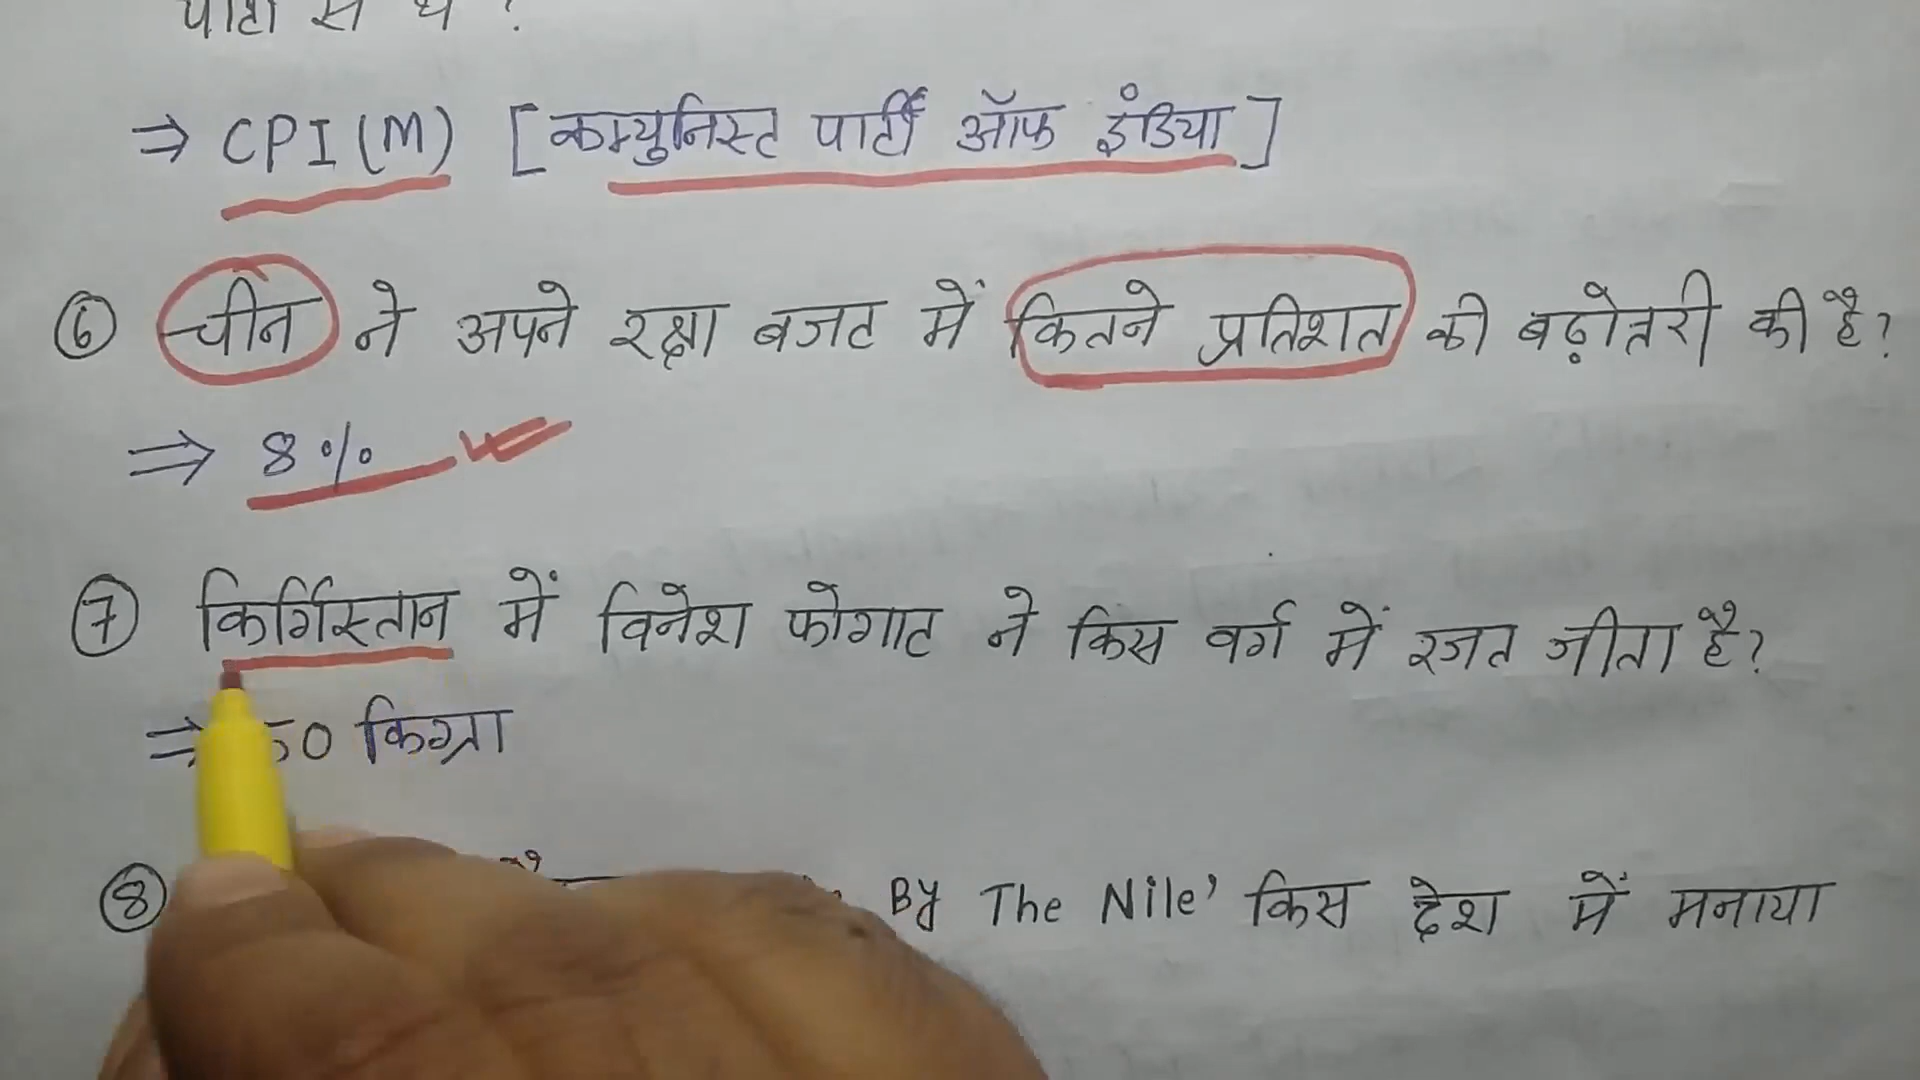 पार्टी से थे ?
⇒ CPI(M) [कम्युनिस्ट पार्टी ऑफ इंडिया]
⑥ चीन ने अपने रक्षा बजट में कितने प्रतिशत की बढ़ोतरी की है?
⇒ 8%
⑦ किर्गिस्तान में विनेश फोगाट ने किस वर्ग में रजत जीता है?
⇒ 50 किग्रा
⑧ By The Nile' किस देश में मनाया